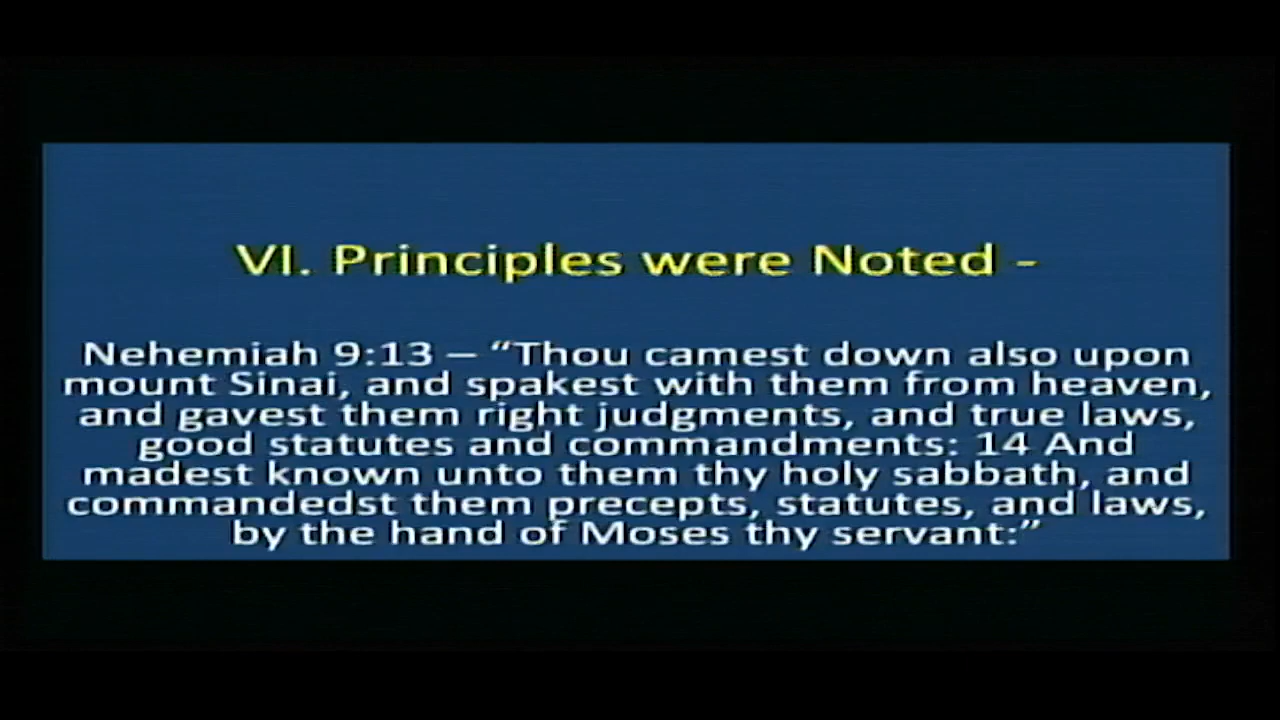 VI. Principles were Noted -
Nehemiah 9:13 – “Thou camest down also upon
mount Sinai, and spakest with them from heaven,
and gavest them right judgments, and true laws,
good statutes and commandments: 14 And
madest known unto them thy holy sabbath, and
commandedst them precepts, statutes, and laws,
by the hand of Moses thy servant:”